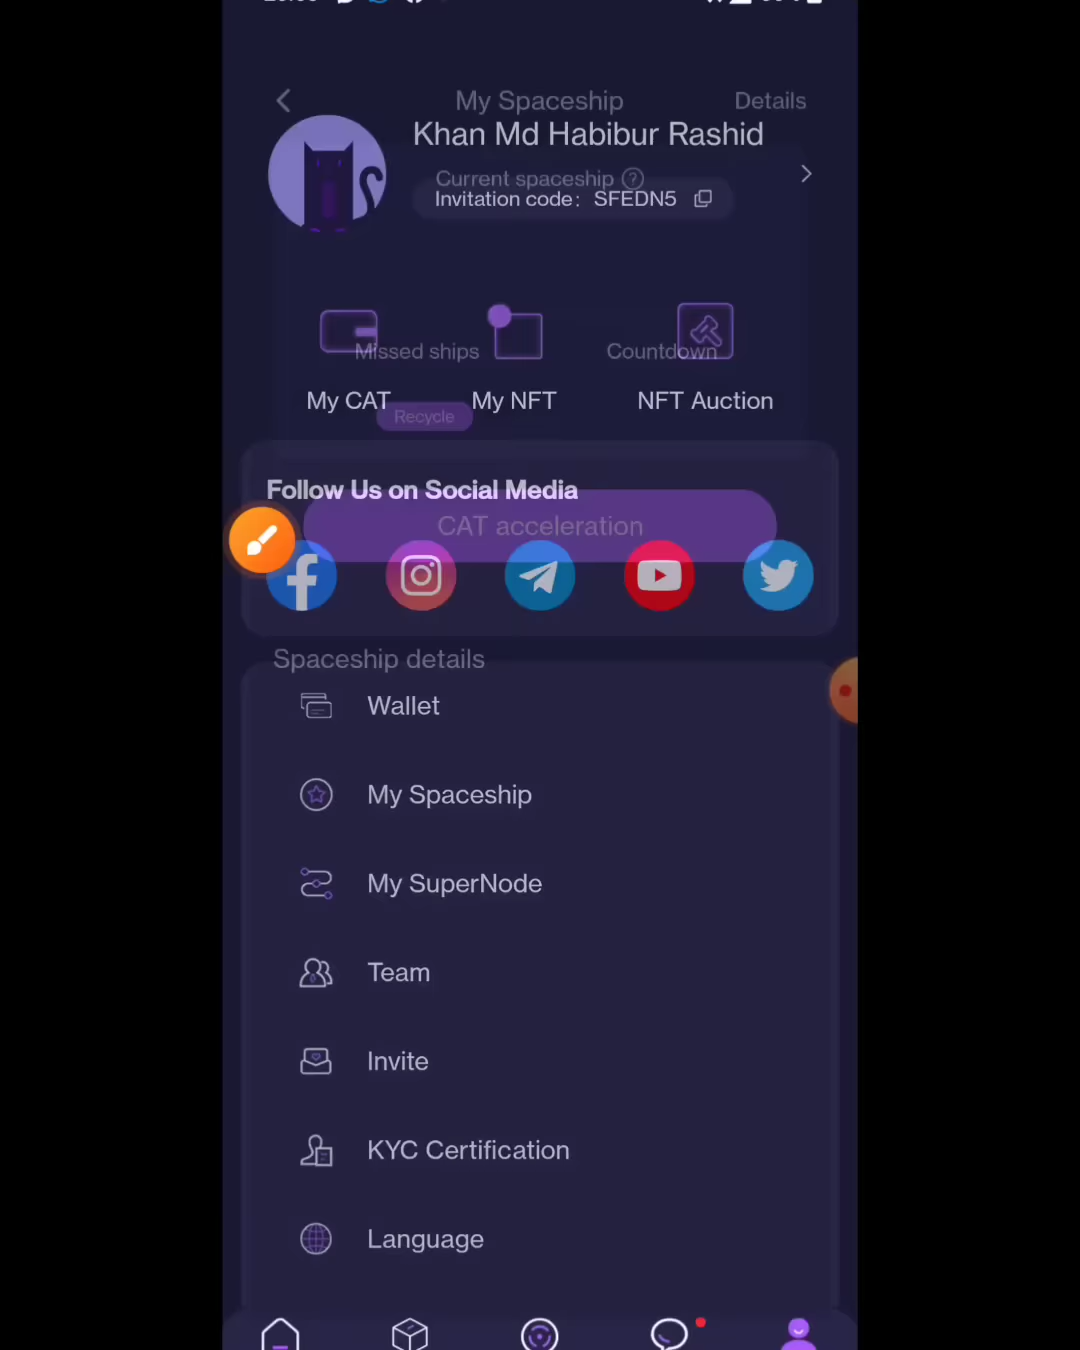 My Spaceship
Details
Khan Md Habibur Rashid
Current spaceship ?
Invitation code: SFEDN5
Missed ships
Countdown
My CAT
My NFT
NFT Auction
Recycle
Follow Us on Social Media
CAT acceleration
Spaceship details
Wallet
My Spaceship
My SuperNode
Team
Invite
KYC Certification
Language